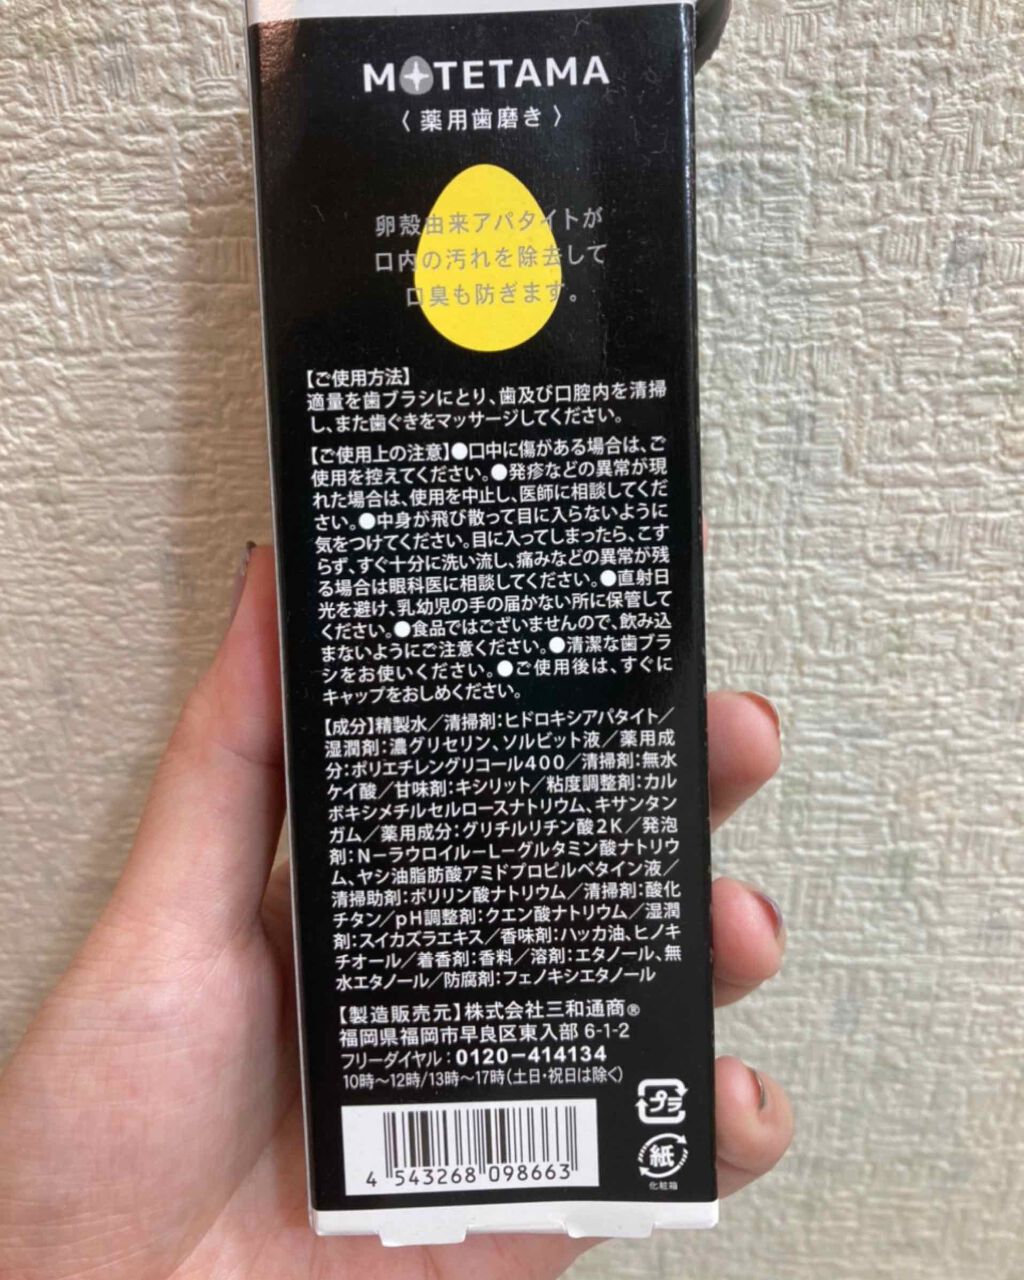 MOTETAMA
〈薬用歯磨き〉
卵殻由来アパタイトが
口内の汚れを除去して
口臭も防ぎます。
【ご使用方法】
適量を歯ブラシにとり、歯及び口腔内を清掃
し、また歯ぐきをマッサージしてください。
【ご使用上の注意】●口中に傷がある場合は、ご
使用を控えてください。●発疹などの異常が現
れた場合は、使用を中止し、医師に相談してくだ
さい。●中身が飛び散って目に入らないように
気をつけてください。目に入ってしまったら、こす
らず、すぐ十分に洗い流し、痛みなどの異常が残
る場合は眼科医に相談してください。●直射日
光を避け、乳幼児の手の届かない所に保管して
ください。●食品ではございませんので、飲み込
まないようにご注意ください。●清潔な歯ブラ
シをお使いください。●ご使用後は、すぐに
キャップをおしめください。
【成分】精製水／清掃剤：ヒドロキシアパタイト／
湿潤剤：濃グリセリン、ソルビット液／薬用成
分：ポリエチレングリコール400／清掃剤：無水
ケイ酸／甘味剤：キシリット／粘度調整剤：カル
ボキシメチルセルロースナトリウム、キサンタン
ガム／薬用成分：グリチルリチン酸2K／発泡
剤：N－ラウロイル－L－グルタミン酸ナトリウ
ム、ヤシ油脂肪酸アミドプロピルベタイン液／
清掃助剤：ポリリン酸ナトリウム／清掃剤：酸化
チタン／pH調整剤：クエン酸ナトリウム／湿潤
剤：スイカズラエキス／香味剤：ハッカ油、ヒノキ
チオール／着香剤：香料／溶剤：エタノール、無
水エタノール／防腐剤：フェノキシエタノール
【製造販売元】株式会社三和通商®
福岡県福岡市早良区東入部 6-1-2
フリーダイヤル：0120－414134
10時～12時/13時～17時（土日・祝日は除く）
プラ
紙
化粧箱
4 543268 098663